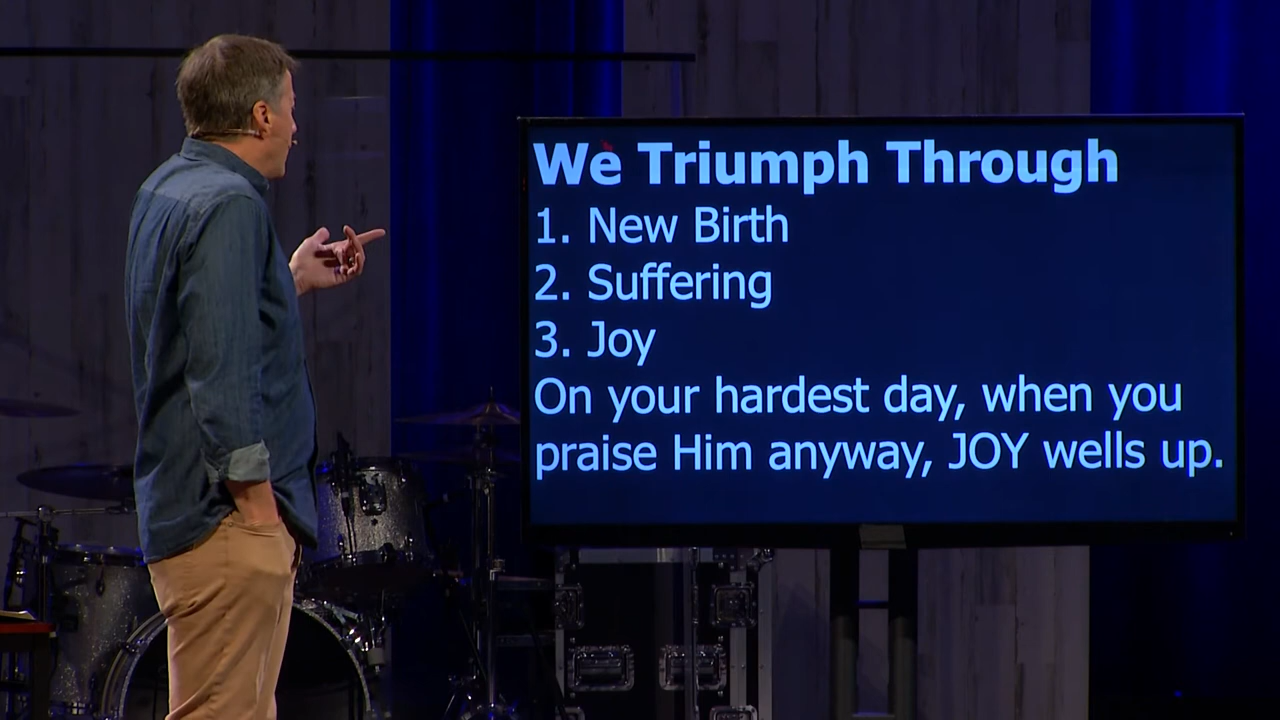 We Triumph Through
1. New Birth
2. Suffering
3. Joy
On your hardest day, when you
praise Him anyway, JOY wells up.